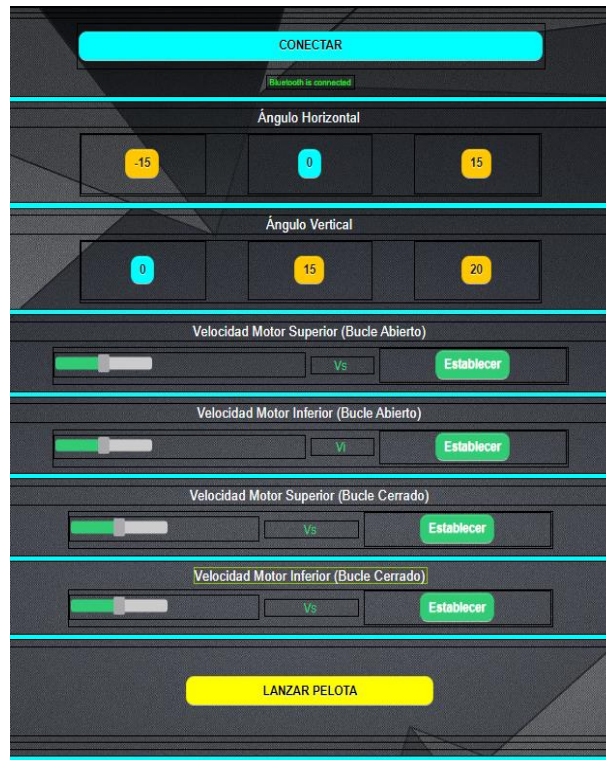 CONECTAR
Bluetooth is connected
Ángulo Horizontal
-15 0 15
Ángulo Vertical
0 15 20
Velocidad Motor Superior (Bucle Abierto)
Vs Establecer
Velocidad Motor Inferior (Bucle Abierto)
Vi Establecer
Velocidad Motor Superior (Bucle Cerrado)
Vs Establecer
Velocidad Motor Inferior (Bucle Cerrado)
Vs Establecer
LANZAR PELOTA